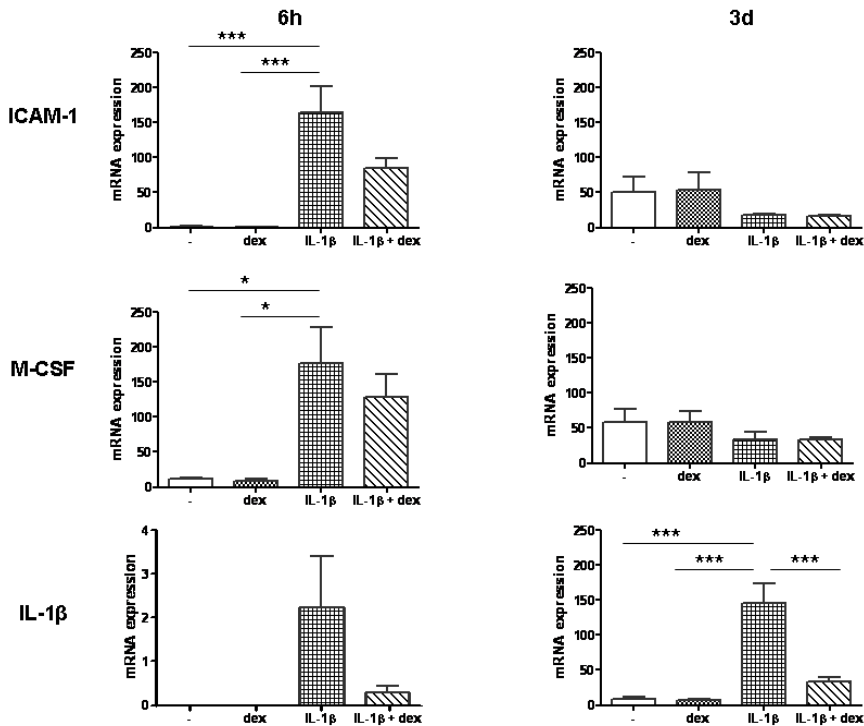 6h 3d
ICAM-1
*** 
***
mRNA expression
250
200
150
100
50
0
- dex IL-1β IL-1β + dex
mRNA expression
250
200
150
100
50
0
- dex IL-1β IL-1β + dex
M-CSF
*
*
mRNA expression
250
200
150
100
50
0
- dex IL-1β IL-1β + dex
mRNA expression
250
200
150
100
50
0
- dex IL-1β IL-1β + dex
IL-1β
mRNA expression
4
3
2
1
0
- dex IL-1β IL-1β + dex
***
*** ***
mRNA expression
250
200
150
100
50
0
- dex IL-1β IL-1β + dex